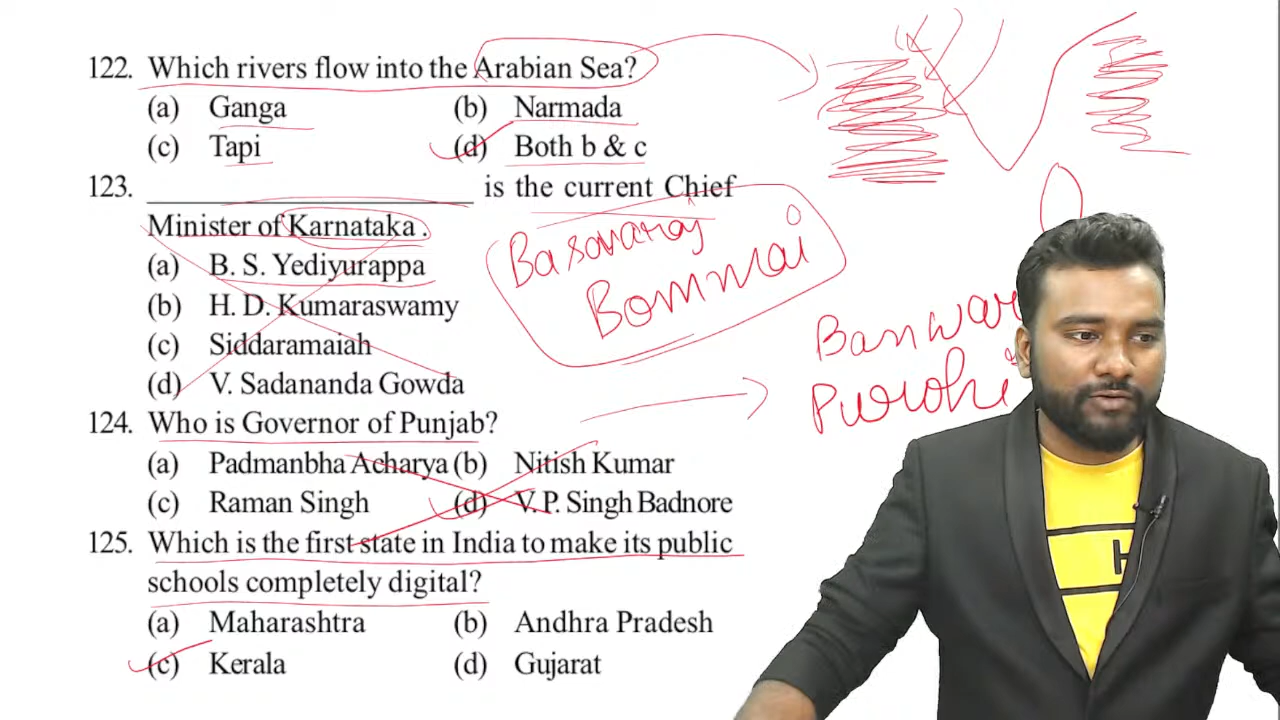 122. Which rivers flow into the Arabian Sea?
(a) Ganga (b) Narmada
(c) Tapi (d) Both b & c
123. ______________ is the current Chief
Minister of Karnataka .
(a) B. S. Yediyurappa
(b) H. D. Kumaraswamy
(c) Siddaramaiah
(d) V. Sadananda Gowda
Basavaraj
Bommai
Banwar
Purohi
124. Who is Governor of Punjab?
(a) Padmanbha Acharya (b) Nitish Kumar
(c) Raman Singh (d) V. P. Singh Badnore
125. Which is the first state in India to make its public
schools completely digital?
(a) Maharashtra (b) Andhra Pradesh
(c) Kerala (d) Gujarat
H